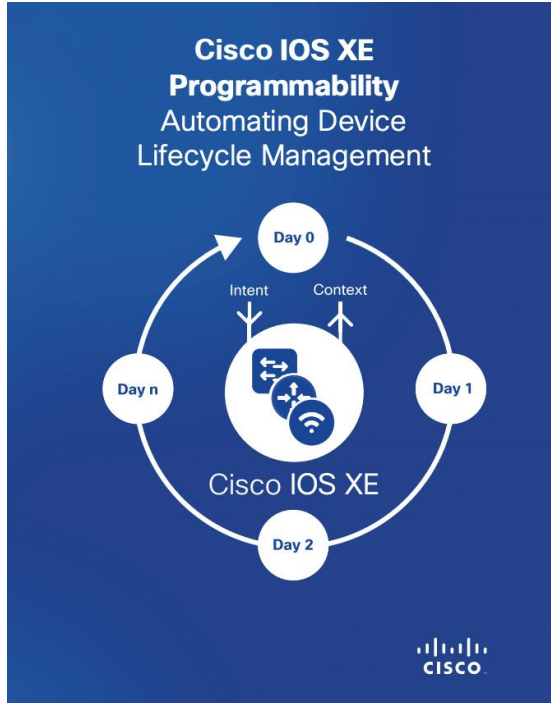 Cisco IOS XE
Programmability
Automating Device
Lifecycle Management
Day 0
Intent Context
Day n
Day 1
Cisco IOS XE
Day 2
CISCO